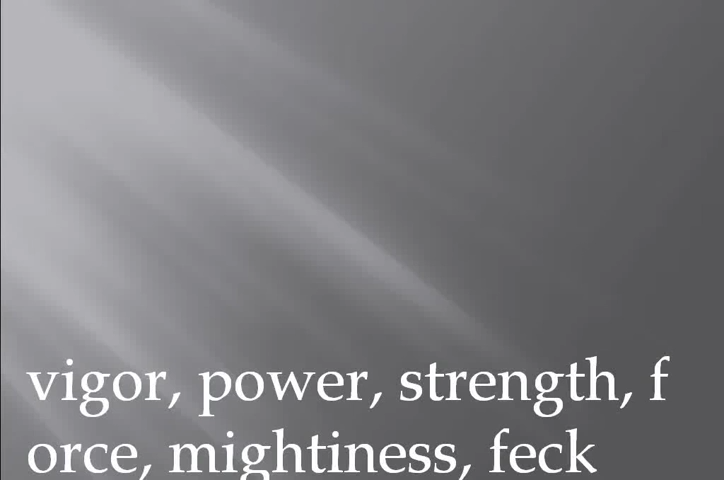 vigor, power, strength, f
orce, mightiness, feck